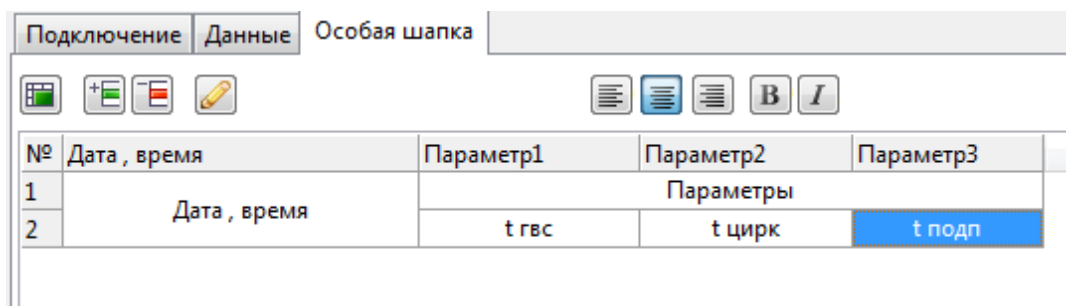 Подключение Данные Особая шапка
B I
№ Дата , время Параметр1 Параметр2 Параметр3
1 Параметры
Дата , время
2 t гвс t цирк t подп